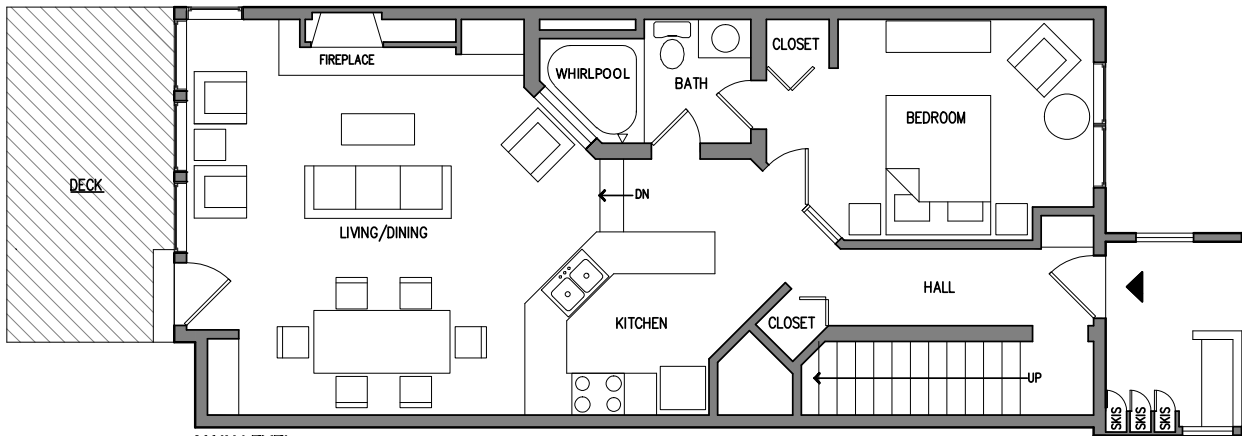 FIREPLACE
WHIRLPOOL
BATH
CLOSET
BEDROOM
DECK
DN
LIVING/DINING
HALL
KITCHEN
CLOSET
UP
SKIS
SKIS
SKIS